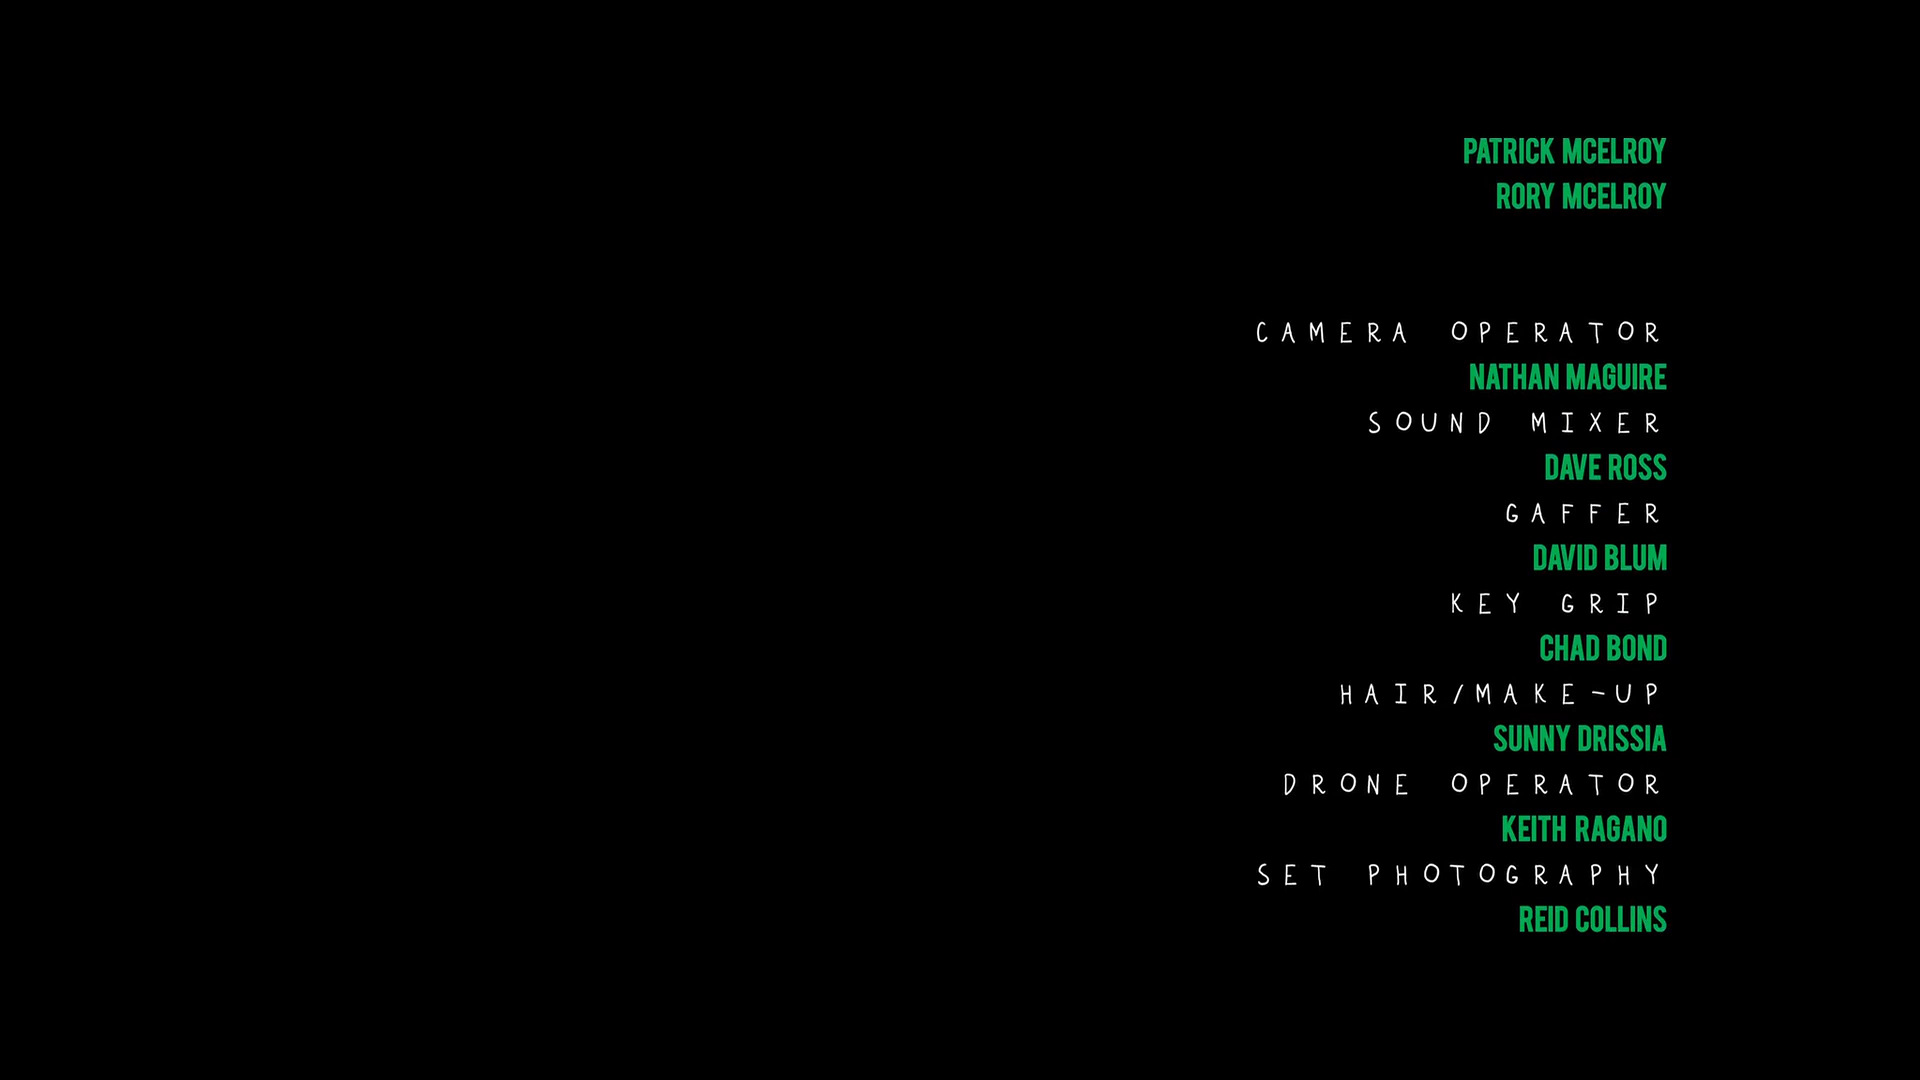 PATRICK MCELROY
RORY MCELROY
CAMERA OPERATOR
NATHAN MAGUIRE
SOUND MIXER
DAVE ROSS
GAFFER
DAVID BLUM
KEY GRIP
CHAD BOND
HAIR/MAKE-UP
SUNNY DRISSIA
DRONE OPERATOR
KEITH RAGANO
SET PHOTOGRAPHY
REID COLLINS